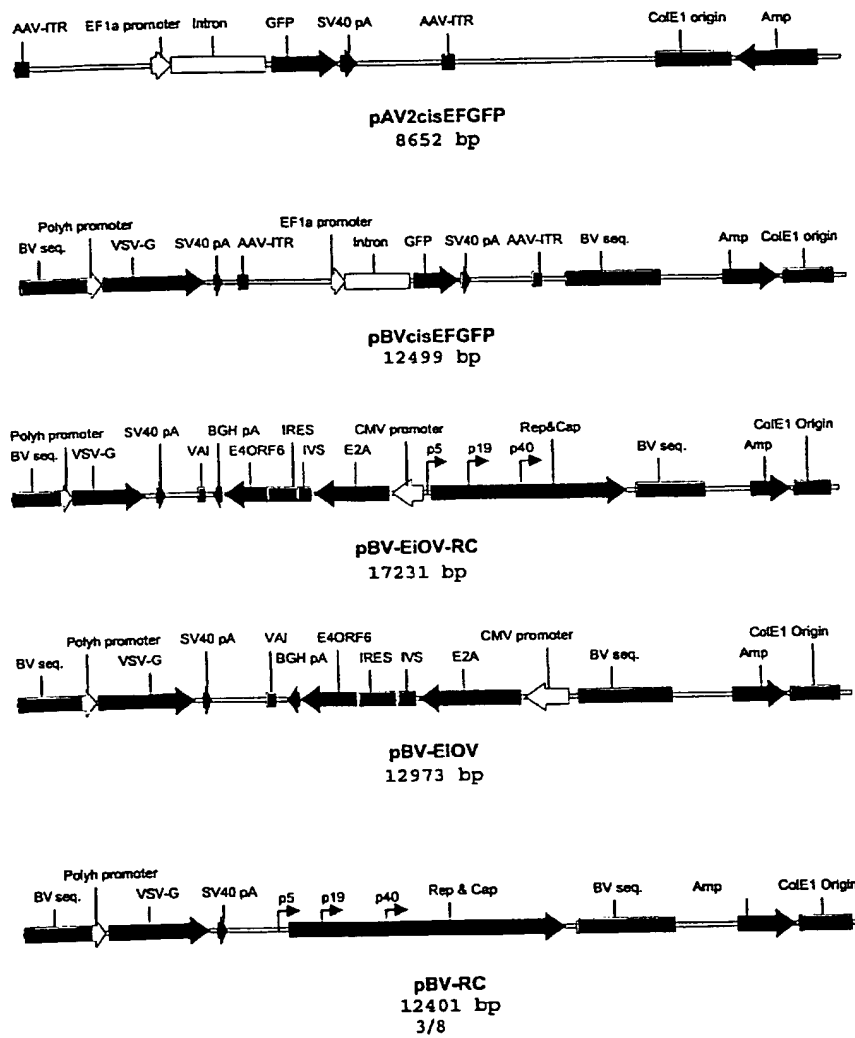 AAV-ITR EF1a promoter Intron GFP SV40 pA AAV-ITR ColE1 origin Amp
pAV2cisEFGFP
8652 bp
Polyh promoter EF1a promoter
BV seq. VSV-G SV40 pA AAV-ITR Intron GFP SV40 pA AAV-ITR BV seq. Amp ColE1 origin
pBVcisEFGFP
12499 bp
BGH pA IRES CMV promoter Rep&Cap ColE1 Origin
Polyh promoter SV40 pA p5 p19 p40
BV seq. VSV-G VAI E4ORF6 IVS E2A BV seq. Amp
pBV-EiOV-RC
17231 bp
Polyh promoter SV40 pA VAI E4ORF6 CMV promoter ColE1 Origin
BV seq. VSV-G BGH pA IRES IVS E2A BV seq. Amp
pBV-EIOV
12973 bp
Polyh promoter
BV seq. VSV-G SV40 pA p5 p19 p40 Rep & Cap BV seq. Amp ColE1 Origin
pBV-RC
12401 bp
3/8